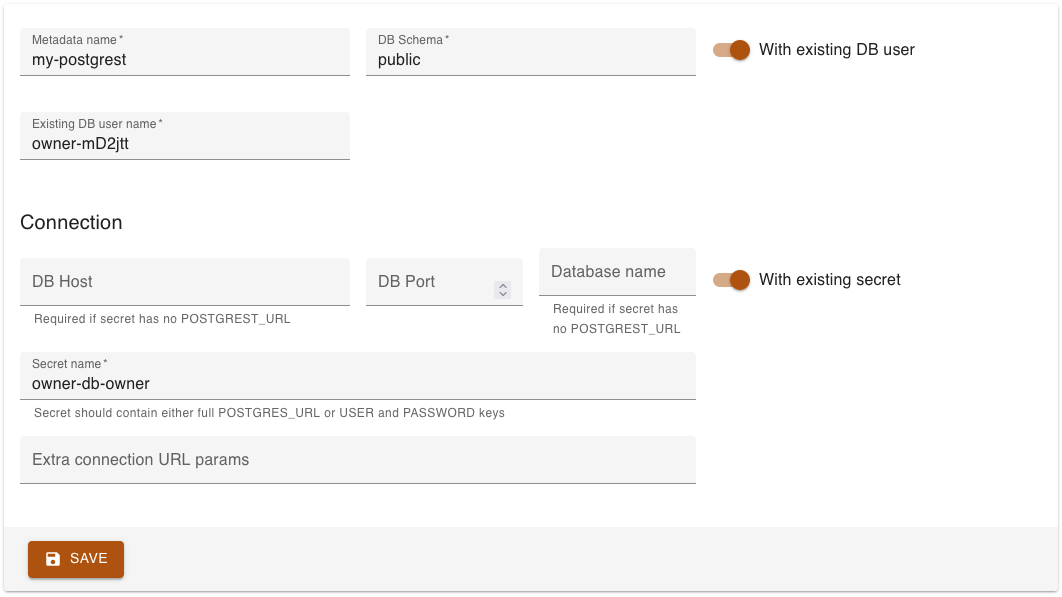 Metadata name *
my-postgrest
DB Schema *
public
With existing DB user
Existing DB user name *
owner-mD2jtt
Connection
DB Host
Required if secret has no POSTGREST_URL
DB Port
Database name
Required if secret has
no POSTGREST_URL
With existing secret
Secret name *
owner-db-owner
Secret should contain either full POSTGRES_URL or USER and PASSWORD keys
Extra connection URL params
SAVE